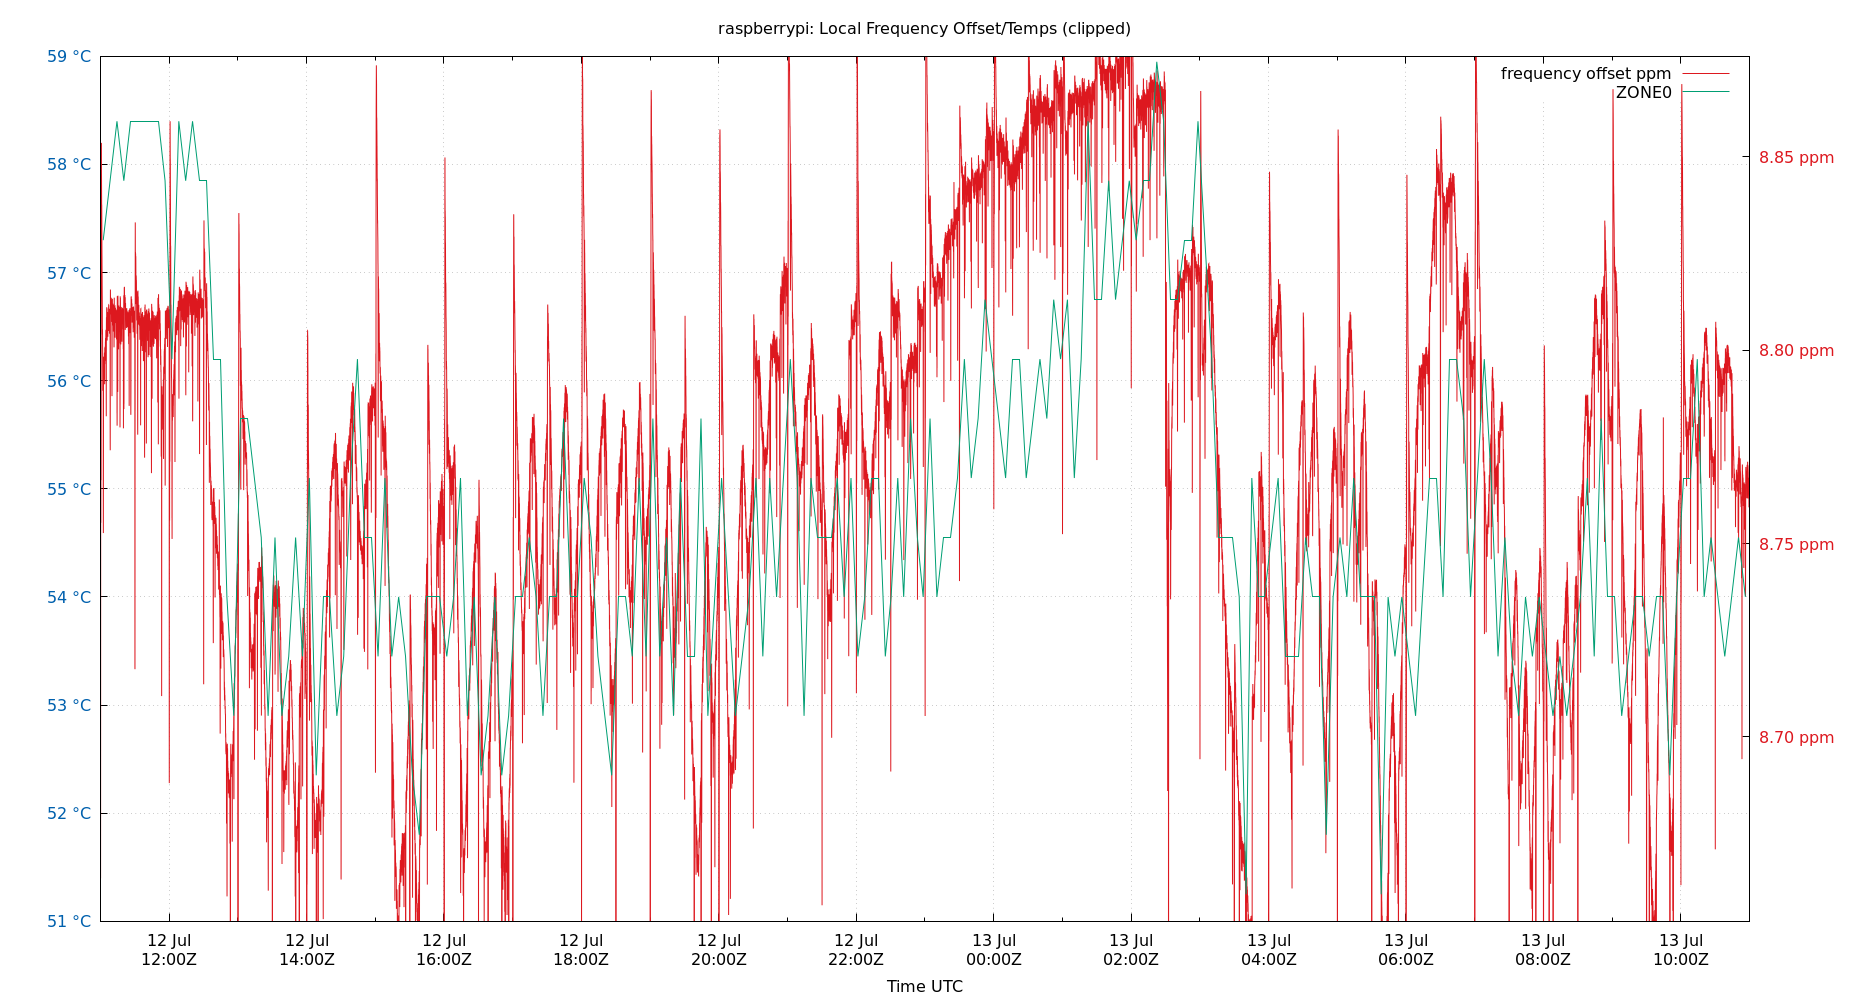 raspberrypi: Local Frequency Offset/Temps (clipped)
frequency offset ppm
ZONE0
59 °C
58 °C
57 °C
56 °C
55 °C
54 °C
53 °C
52 °C
51 °C
8.85 ppm
8.80 ppm
8.75 ppm
8.70 ppm
12 Jul
12:00Z
12 Jul
14:00Z
12 Jul
16:00Z
12 Jul
18:00Z
12 Jul
20:00Z
12 Jul
22:00Z
13 Jul
00:00Z
13 Jul
02:00Z
13 Jul
04:00Z
13 Jul
06:00Z
13 Jul
08:00Z
13 Jul
10:00Z
Time UTC